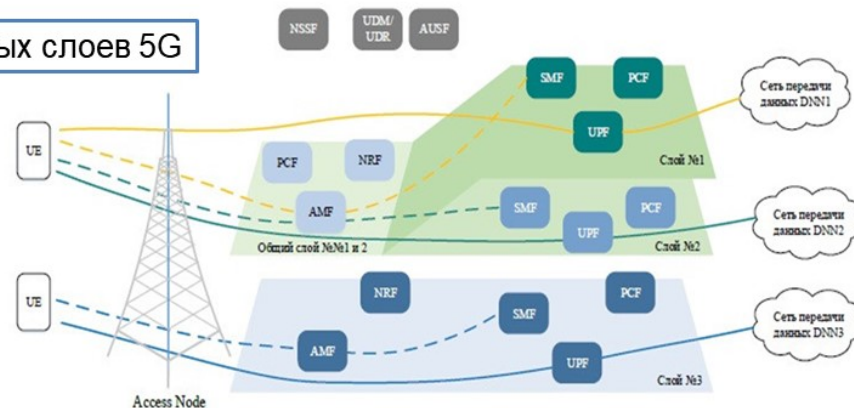 ых слоев 5G
NSSF
UDM/
UDR
AUSF
SMF
PCF
Сеть передачи
данных DNN1
UE
UPF
PCF
NRF
Слой №1
AMF
SMF
PCF
Сеть передачи
данных DNN2
UPF
Общий слой №№1 и 2
Слой №2
NRF
PCF
UE
SMF
Сеть передачи
данных DNN3
AMF
UPF
Слой №3
Access Node